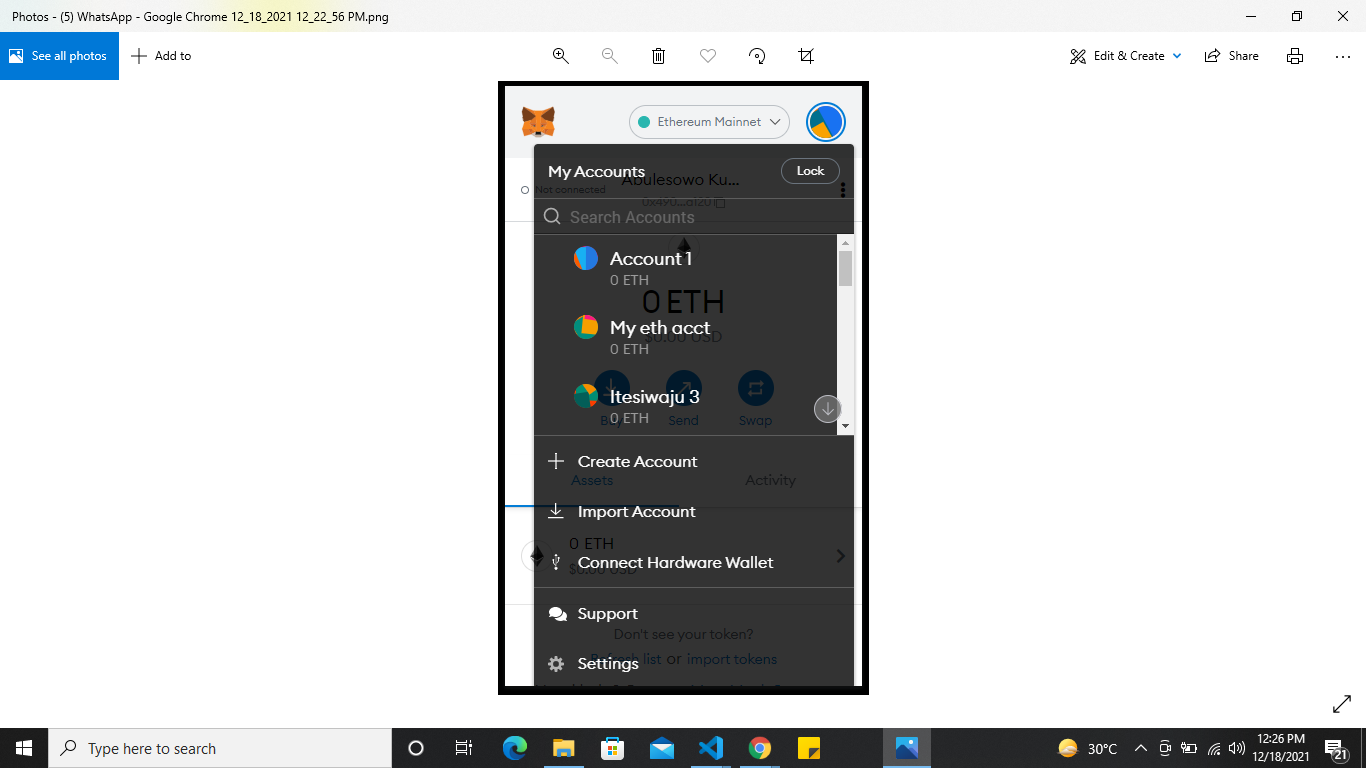 Photos - (5) WhatsApp - Google Chrome 12_18_2021 12_22_56 PM.png
See all photos
Add to
Edit & Create
Share
Ethereum Mainnet
My Accounts
Lock
Not connected
Abulesowo Ku...
Search Accounts
Account 1
0 ETH
0 ETH
My eth acct
$0.00 USD
0 ETH
Itesiwaju 3
0 ETH
Buy
Send
Swap
Create Account
Assets
Activity
Import Account
0 ETH
Connect Hardware Wallet
$0.00 USD
Support
Don't see your token?
Refresh list or import tokens
Settings
Type here to search
30°C
12:26 PM
12/18/2021
21